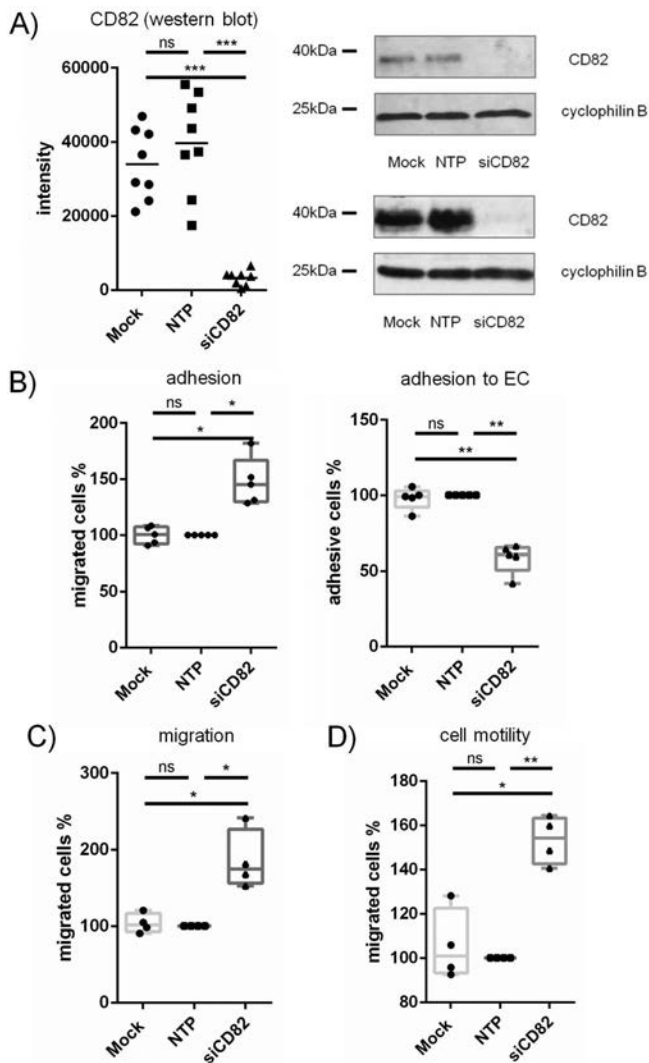 A)
CD82 (western blot)
ns
***
***
60000
40000
20000
0
intensity
Mock
NTP
siCD82
40kDa
CD82
25kDa
cyclophilin B
Mock NTP siCD82
40kDa
CD82
25kDa
cyclophilin B
Mock NTP siCD82
B)
adhesion
ns
*
*
200
150
100
50
0
migrated cells %
Mock
NTP
siCD82
adhesion to EC
ns
**
**
150
100
50
0
adhesive cells %
Mock
NTP
siCD82
C)
migration
ns
*
*
300
200
100
0
migrated cells %
Mock
NTP
siCD82
D)
cell motility
ns
**
*
180
160
140
120
100
80
migrated cells %
Mock
NTP
siCD82